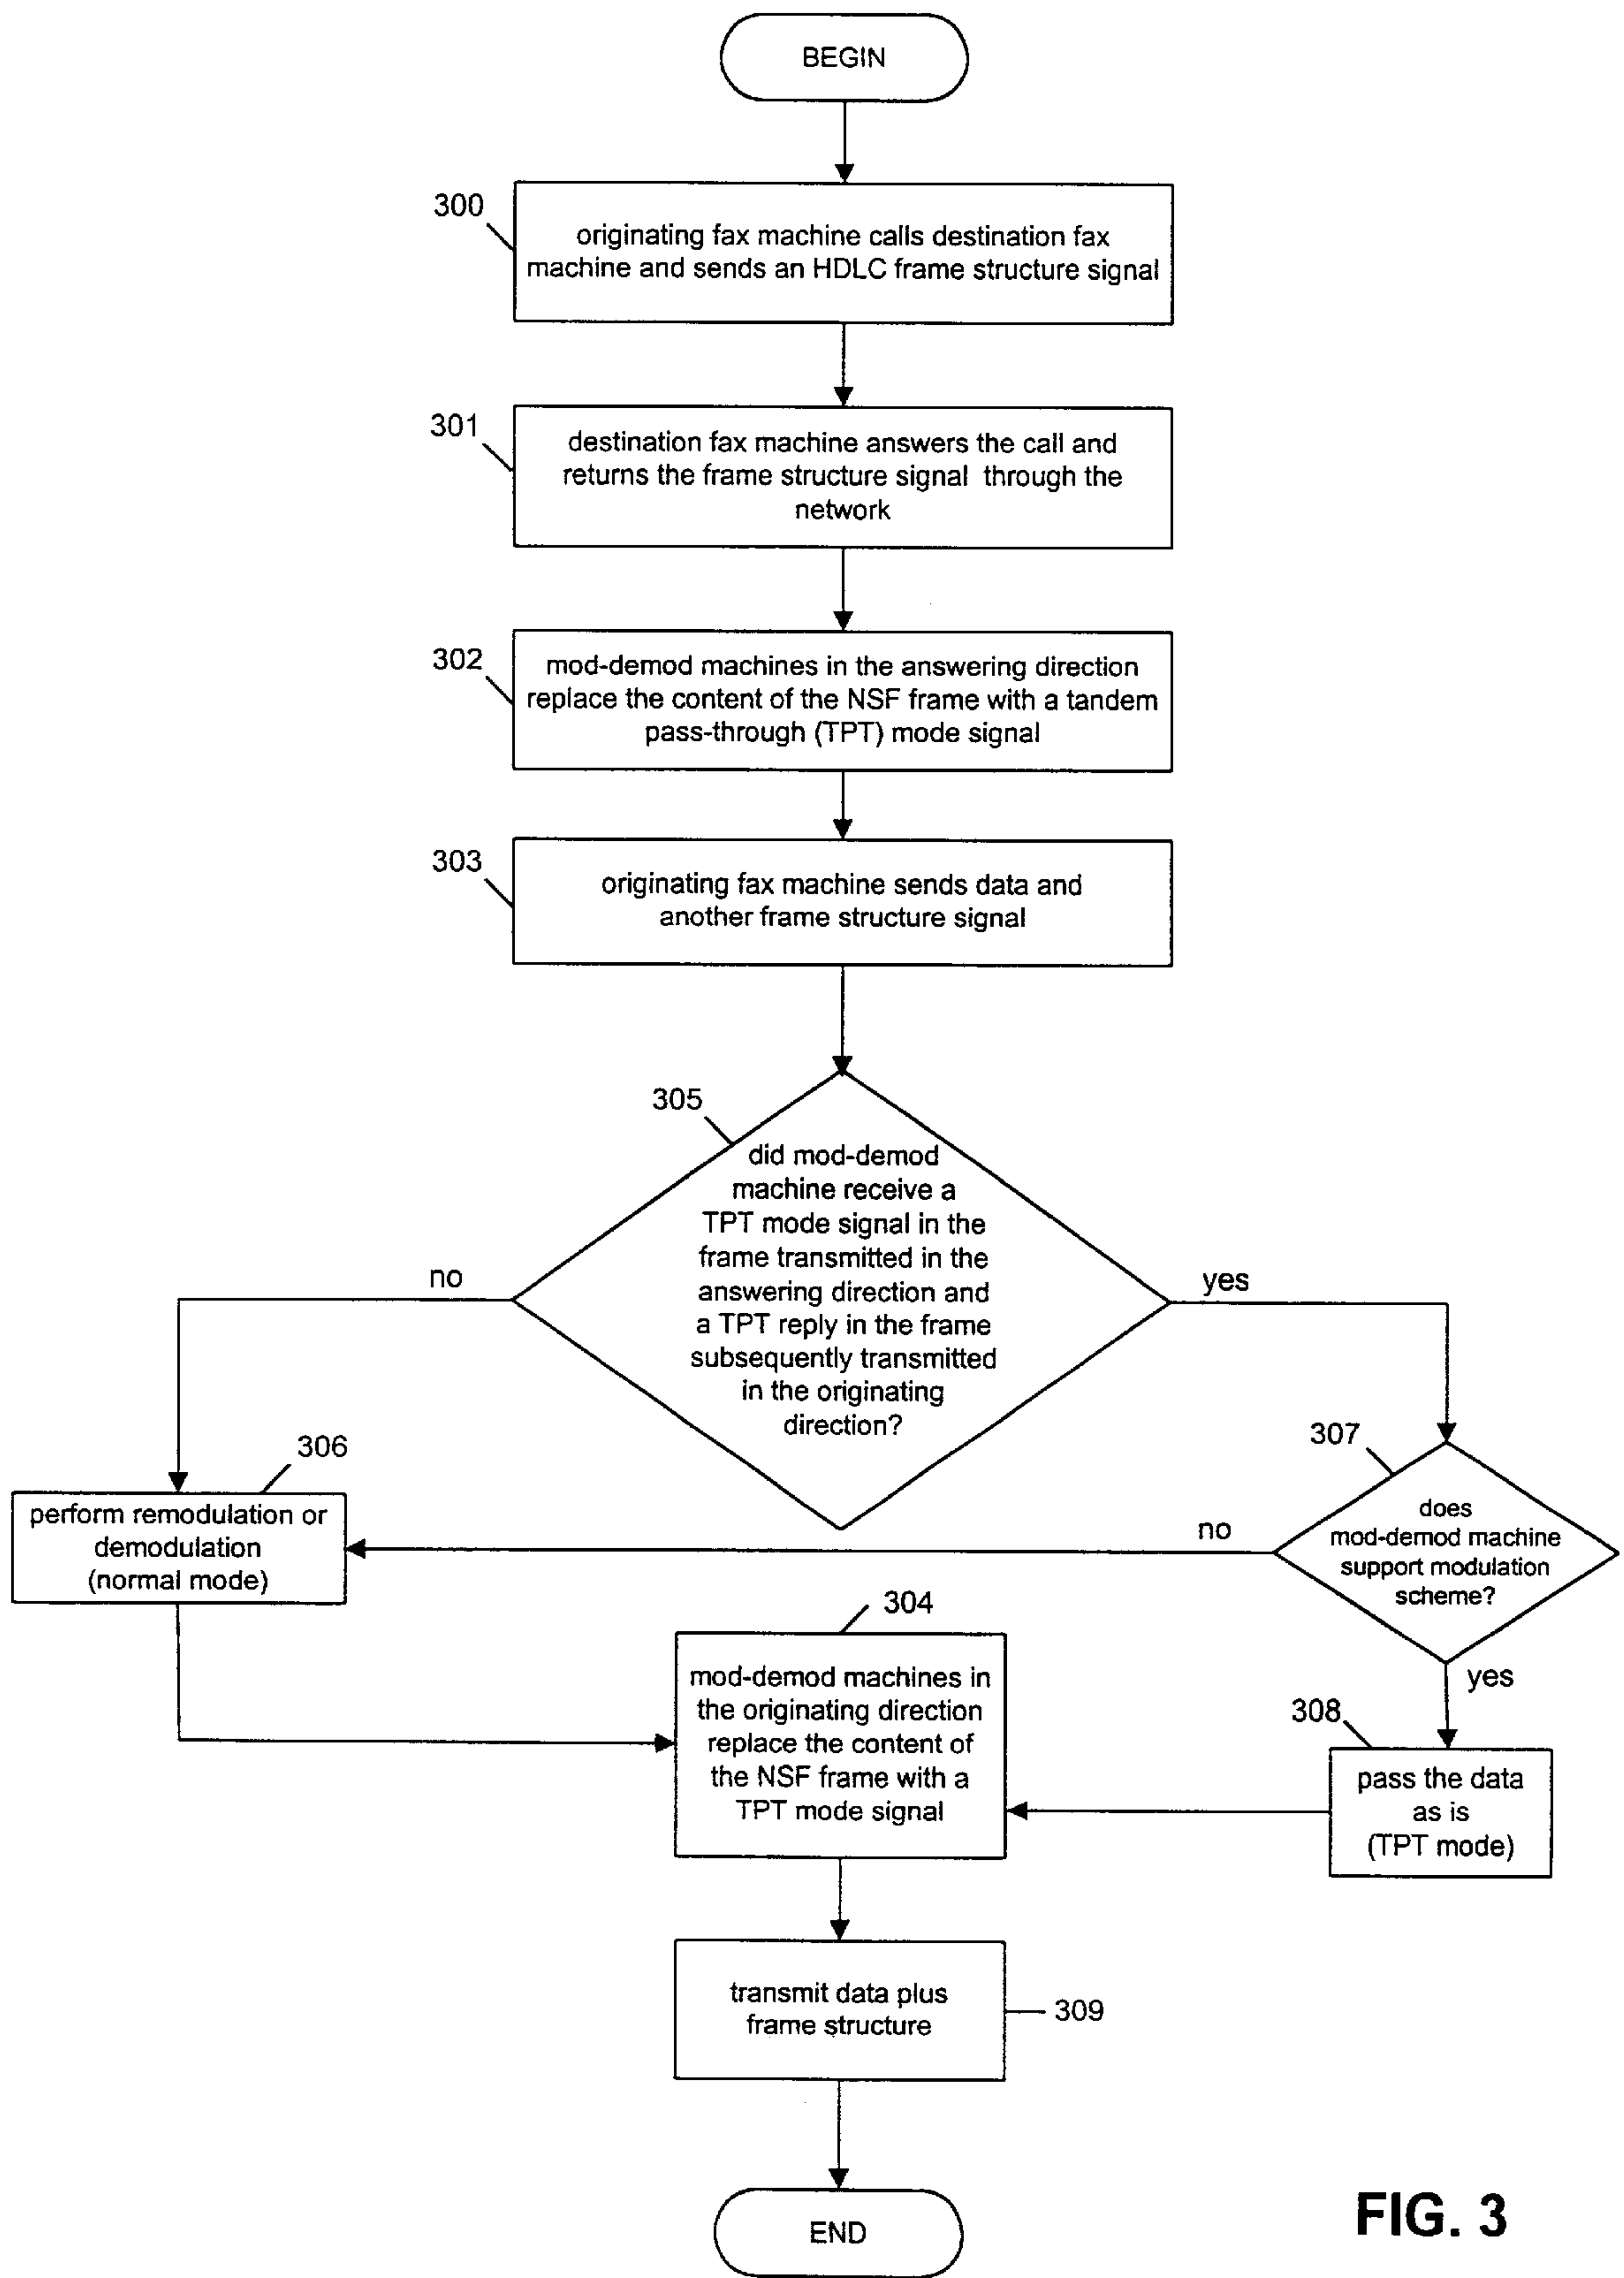 BEGIN
300
originating fax machine calls destination fax
machine and sends an HDLC frame structure signal
301
destination fax machine answers the call and
returns the frame structure signal through the
network
302
mod-demod machines in the answering direction
replace the content of the NSF frame with a tandem
pass-through (TPT) mode signal
303
originating fax machine sends data and
another frame structure signal
305
did mod-demod
machine receive a
TPT mode signal in the
frame transmitted in the
answering direction and
a TPT reply in the frame
subsequently transmitted
in the originating
direction?
no
yes
306
perform remodulation or
demodulation
(normal mode)
307
does
mod-demod machine
support modulation
scheme?
no
yes
304
mod-demod machines in
the originating direction
replace the content of
the NSF frame with a
TPT mode signal
308
pass the data
as is
(TPT mode)
transmit data plus
frame structure
309
END
FIG. 3